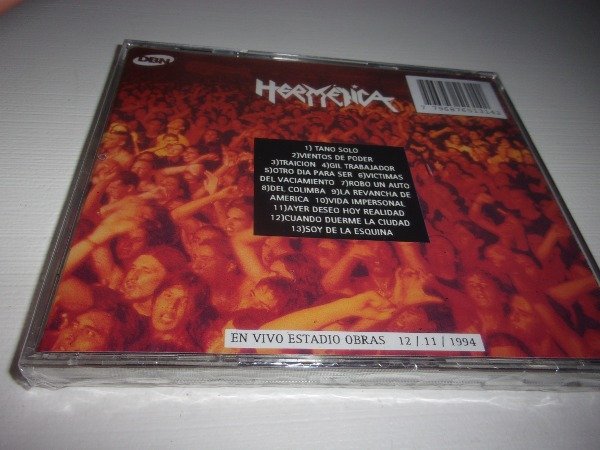 DBN
HERMÉTICA
1) TANO SOLO
2)VIENTOS DE PODER
3)TRAICION 4)GIL TRABAJADOR
5)OTRO DIA PARA SER 6)VICTIMAS
DEL VACIAMIENTO 7)ROBO UN AUTO
8)DEL COLIMBA 9)LA REVANCHA DE
AMERICA 10)VIDA IMPERSONAL
11)AYER DESEO HOY REALIDAD
12)CUANDO DUERME LA CIUDAD
13)SOY DE LA ESQUINA
EN VIVO ESTADIO OBRAS 12 / 11 / 1994